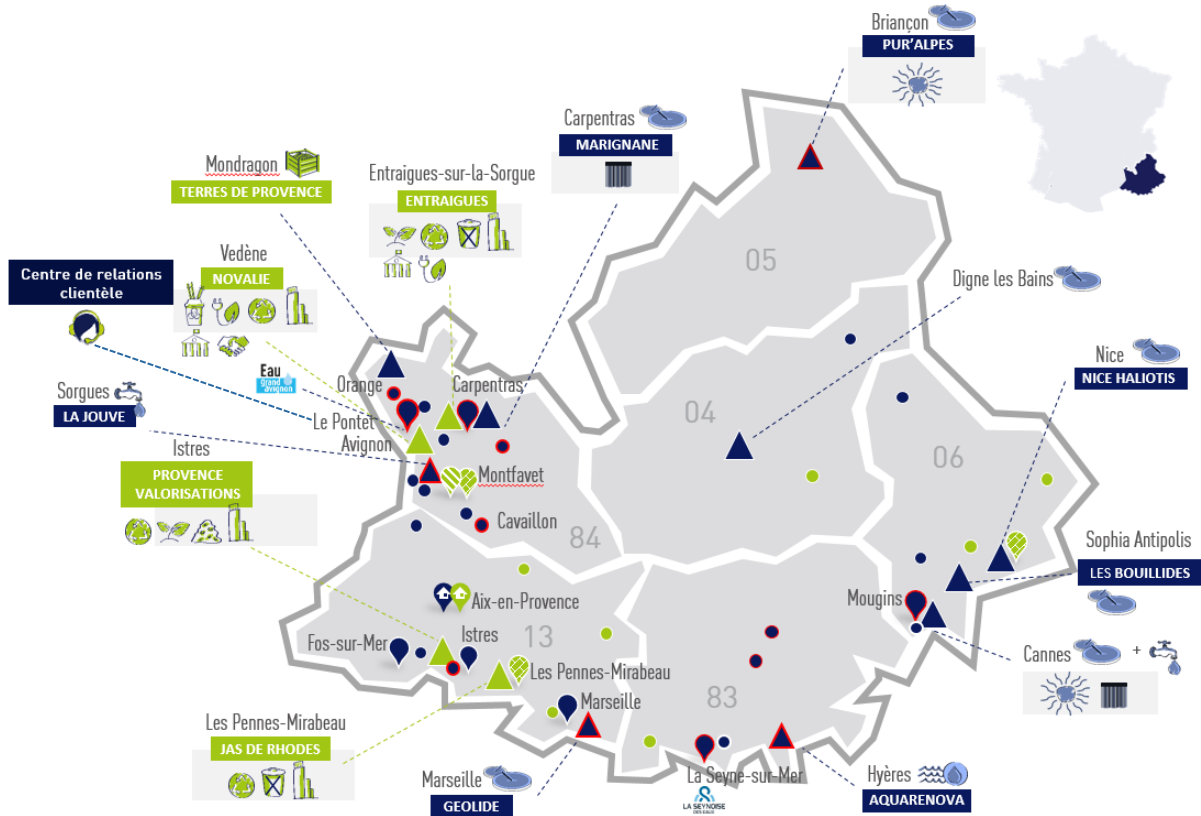 Briançon
PUR'ALPES
Carpentras
MARIGNANE
Mondragon
TERRES DE PROVENCE
Entraigues-sur-la-Sorgue
ENTRAIGUES
Vedène
NOVALIE
Centre de relations
clientèle
05
Digne les Bains
Eau
grand
avignon
Sorgues
LA JOUVE
Orange
Carpentras
Le Pontet
Avignon
Nice
NICE HALIOTIS
04
06
Istres
PROVENCE
VALORISATIONS
Montfavet
Cavaillon
84
Sophia Antipolis
LES BOUILLIDES
Aix-en-Provence
Mougins
13
Fos-sur-Mer
Istres
Les Pennes-Mirabeau
Cannes
+
83
Marseille
Les Pennes-Mirabeau
JAS DE RHODES
Marseille
GEOLIDE
La Seyne-sur-Mer
LA SEYNOISE
DES EAUX
Hyères
AQUARENOVA